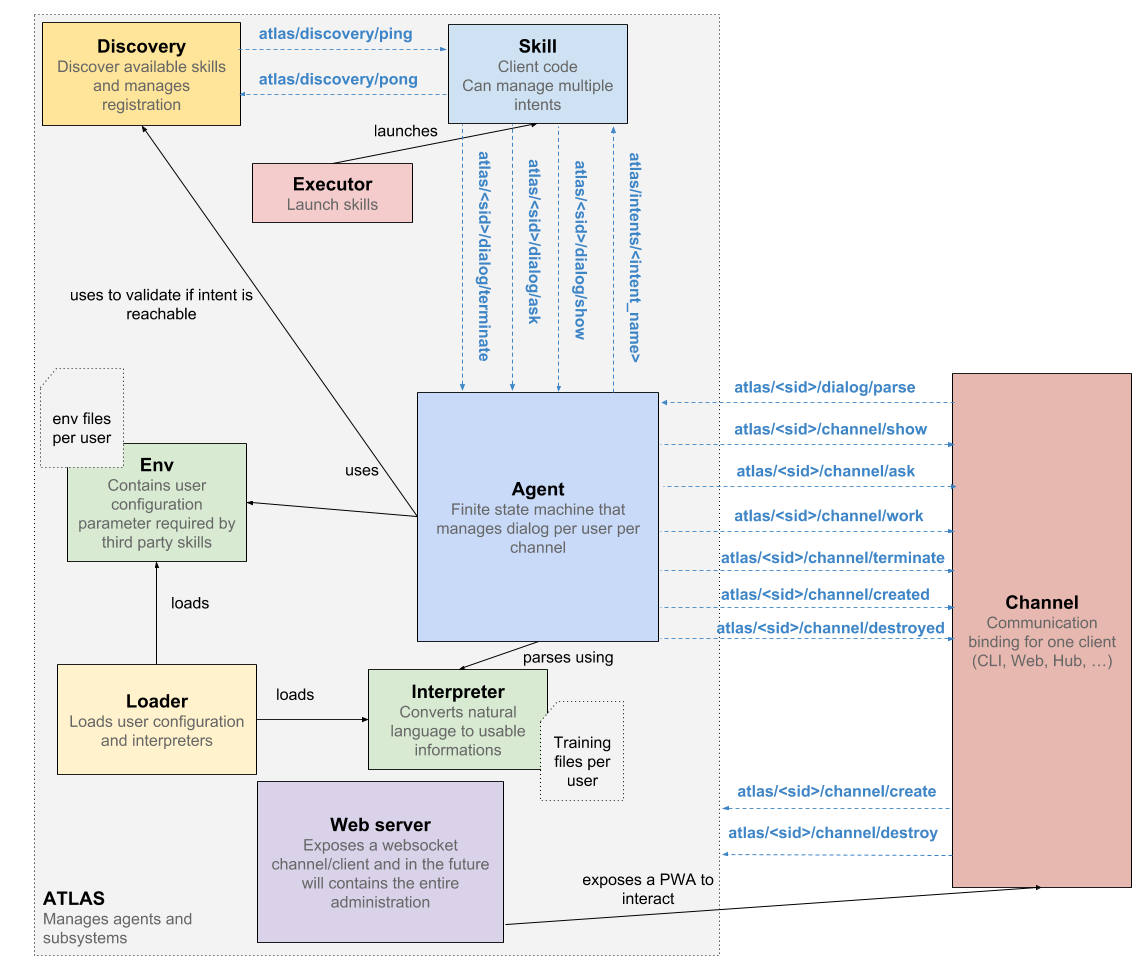 Discovery
Discover available skills
and manages
registration
atlas/discovery/ping
atlas/discovery/pong
Skill
Client code
Can manage multiple
intents
launches
Executor
Launch skills
atlas/<sid>/dialog/terminate
atlas/<sid>/dialog/ask
atlas/<sid>/dialog/show
atlas/intents/<intent_name>
uses to validate if intent is
reachable
env files
per user
Env
Contains user
configuration
parameter required by
third party skills
uses
Agent
Finite state machine that
manages dialog per user per
channel
atlas/<sid>/dialog/parse
atlas/<sid>/channel/show
atlas/<sid>/channel/ask
atlas/<sid>/channel/work
atlas/<sid>/channel/terminate
atlas/<sid>/channel/created
atlas/<sid>/channel/destroyed
Channel
Communication
binding for one client
(CLI, Web, Hub, …)
loads
parses using
Loader
Loads user configuration
and interpreters
loads
Interpreter
Converts natural
language to usable
informations
Training
files per
user
atlas/<sid>/channel/create
atlas/<sid>/channel/destroy
Web server
Exposes a websocket
channel/client and in the future
will contains the entire
administration
exposes a PWA to
interact
ATLAS
Manages agents and
subsystems